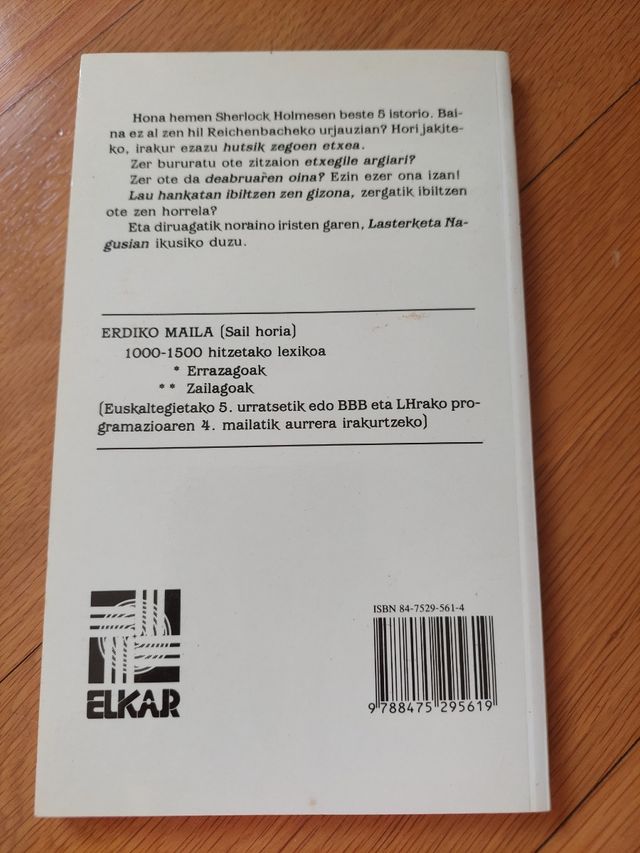 Hona hemen Sherlock Holmesen beste 5 istorio. Bai-
na ez al zen hil Reichenbacheko urjauzian? Hori jakite-
ko, irakur ezazu hutsik zegoen etxea.
Zer bururatu ote zitzaion etxegile argiari?
Zer ote da deabruaren oina? Ezin ezer ona izan!
Lau hankatan ibiltzen zen gizona, zergatik ibiltzen
ote zen horrela?
Eta diruagatik noraino iristen garen, Lasterketa Na-
gusian ikusiko duzu.
ERDIKO MAILA (Sail horia)
1000-1500 hitzetako lexikoa
* Errazagoak
* * Zailagoak
(Euskaltegietako 5. urratsetik edo BBB eta LHrako pro-
gramazioaren 4. mailatik aurrera irakurtzeko)
ELKAR
ISBN 84-7529-561-4
9 788475 295619